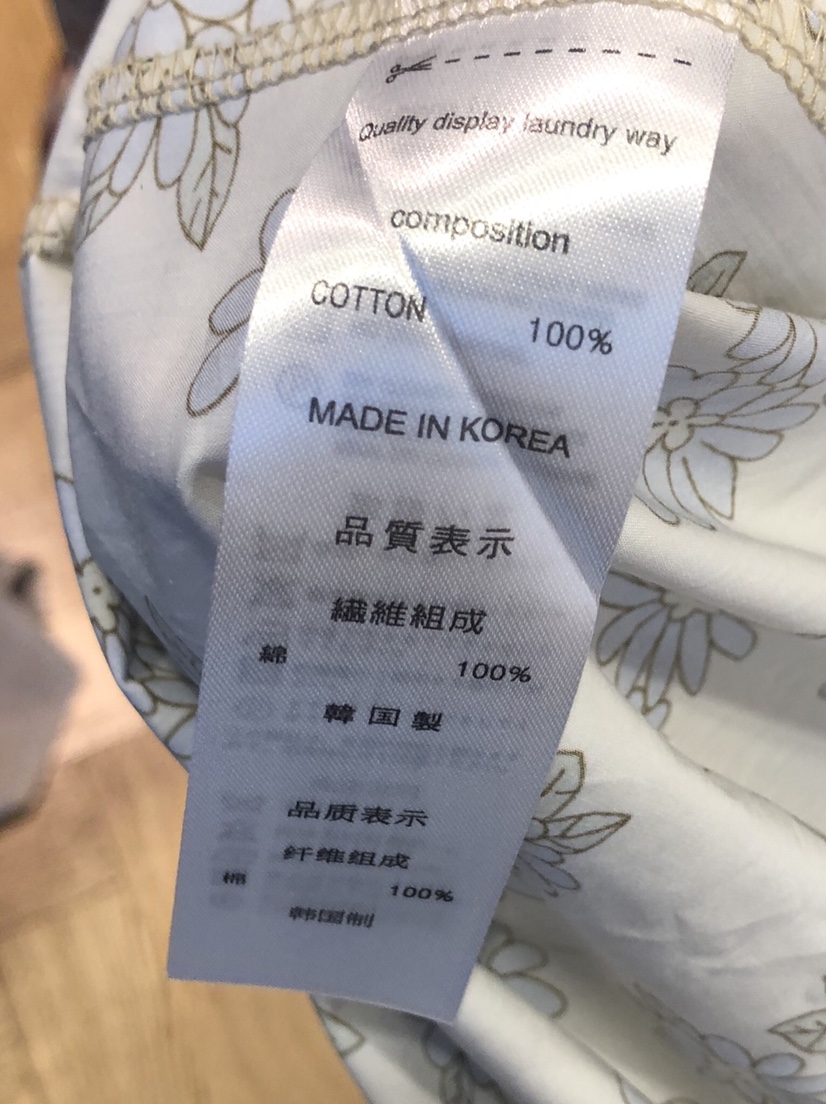 Quality display laundry way
composition
COTTON 100%
MADE IN KOREA
品質表示
繊維組成
綿 100%
韓国製
品质表示
纤维组成
棉 100%
韩国制